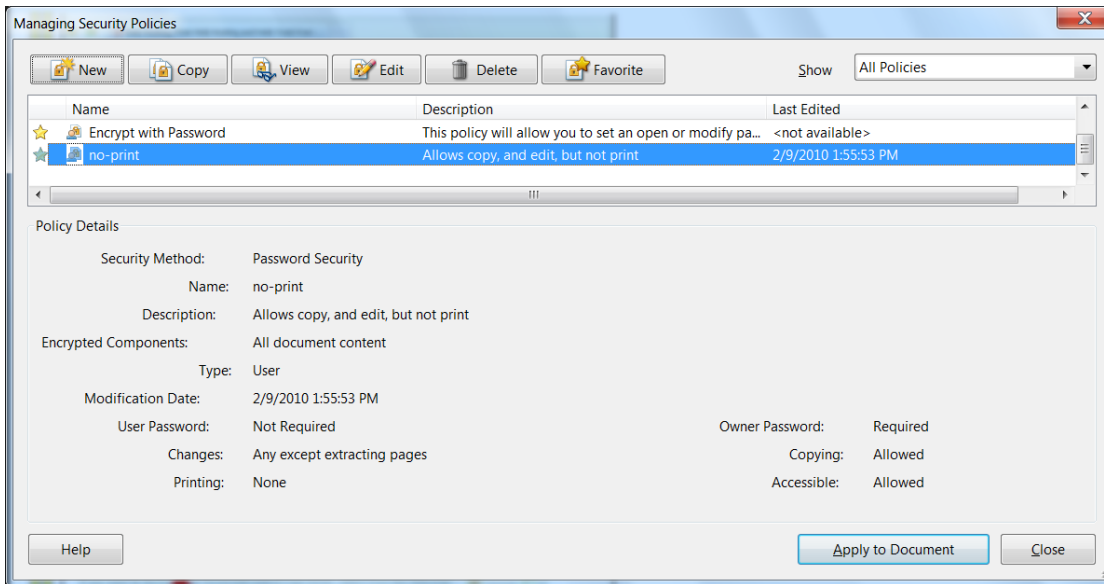 Managing Security Policies
New Copy View Edit Delete Favorite Show All Policies
Name Description Last Edited
Encrypt with Password This policy will allow you to set an open or modify pa... <not available>
no-print Allows copy, and edit, but not print 2/9/2010 1:55:53 PM
Policy Details
Security Method: Password Security
Name: no-print
Description: Allows copy, and edit, but not print
Encrypted Components: All document content
Type: User
Modification Date: 2/9/2010 1:55:53 PM
User Password: Not Required Owner Password: Required
Changes: Any except extracting pages Copying: Allowed
Printing: None Accessible: Allowed
Help Apply to Document Close